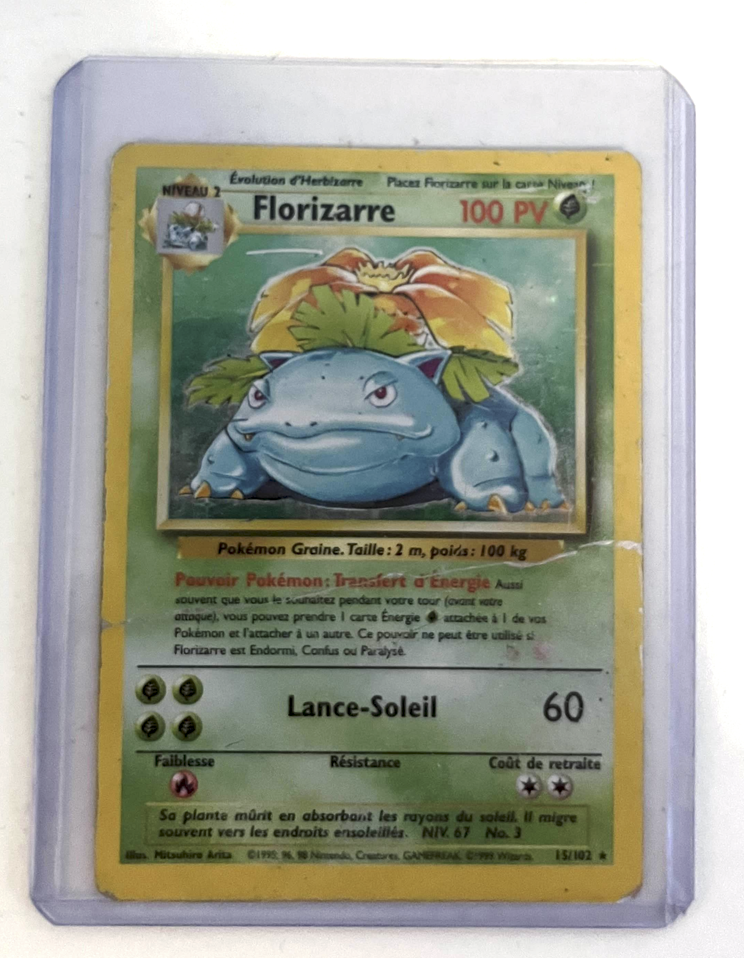 Évolution d'Herbizarre Placez Florizarre sur la carte Niveau 1
NIVEAU 2
Florizarre 100 PV
Pokémon Graine. Taille : 2 m, poids : 100 kg
Pouvoir Pokémon : Transfert d'Énergie Aussi
souvent que vous le souhaitez pendant votre tour (avant votre
attaque), vous pouvez prendre 1 carte Énergie attachée à 1 de vos
Pokémon et l'attacher à un autre. Ce pouvoir ne peut être utilisé si
Florizarre est Endormi, Confus ou Paralysé.
Lance-Soleil 60
Faiblesse Résistance Coût de retraite
Sa plante mûrit en absorbant les rayons du soleil. Il migre
souvent vers les endroits ensoleillés. NIV. 67 No. 3
Illus. Mitsuhiro Arita ©1995, 96, 98 Nintendo, Creatures, GAMEFREAK. ©1999 Wizards. 15/102